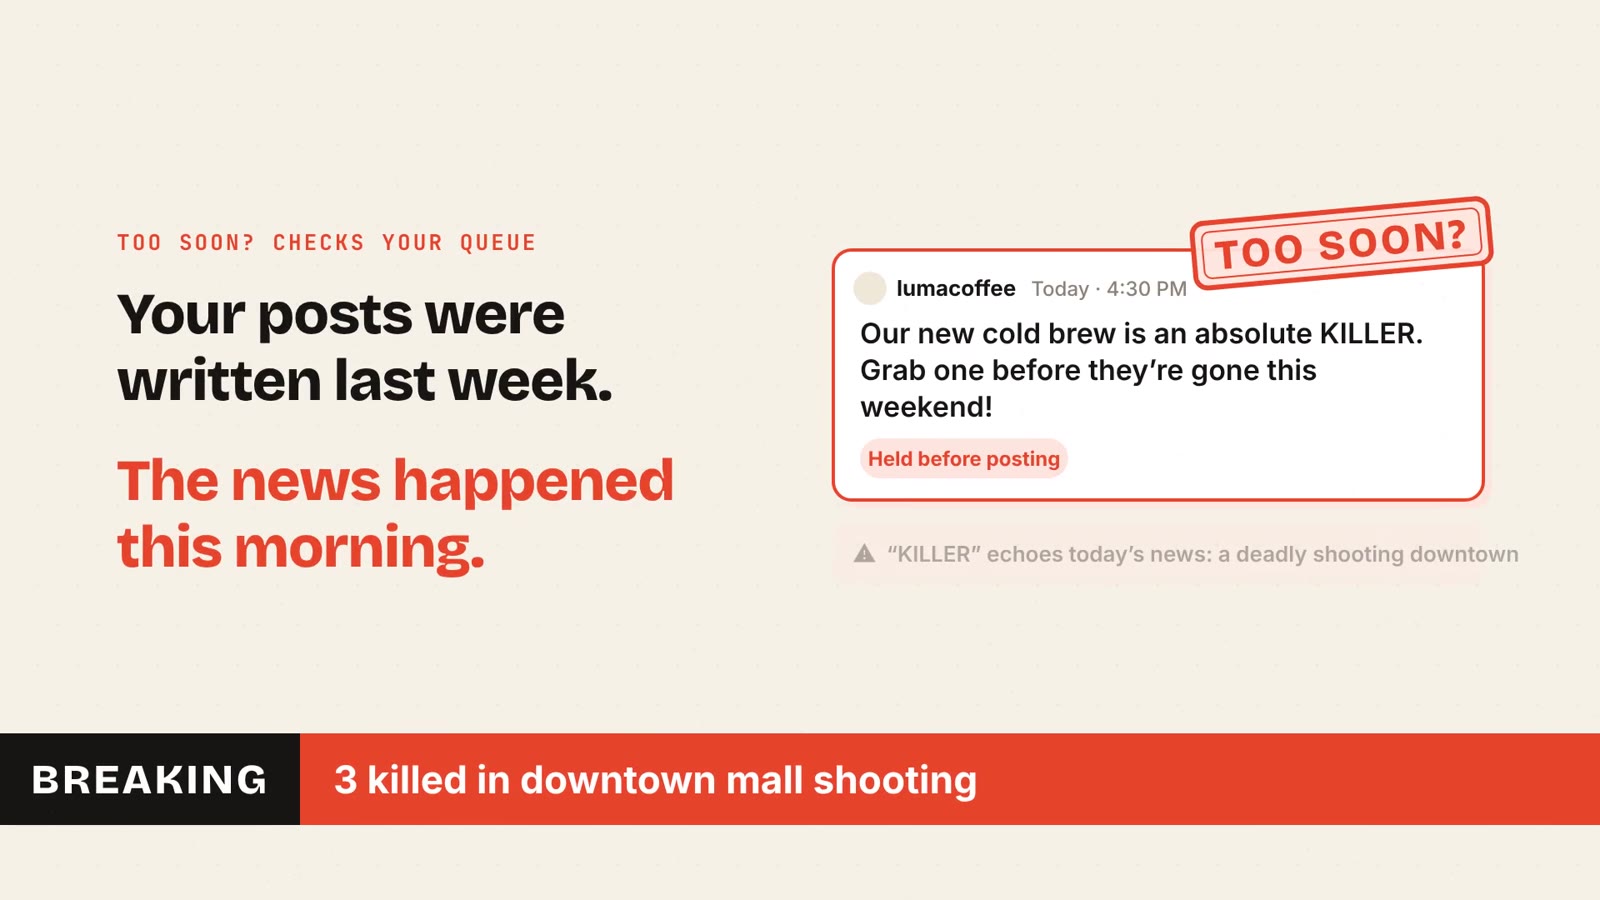 TOO SOON? CHECKS YOUR QUEUE
Your posts were
written last week.
The news happened
this morning.
TOO SOON?
lumacoffee Today · 4:30 PM
Our new cold brew is an absolute KILLER.
Grab one before they’re gone this
weekend!
Held before posting
“KILLER” echoes today’s news: a deadly shooting downtown
BREAKING 3 killed in downtown mall shooting